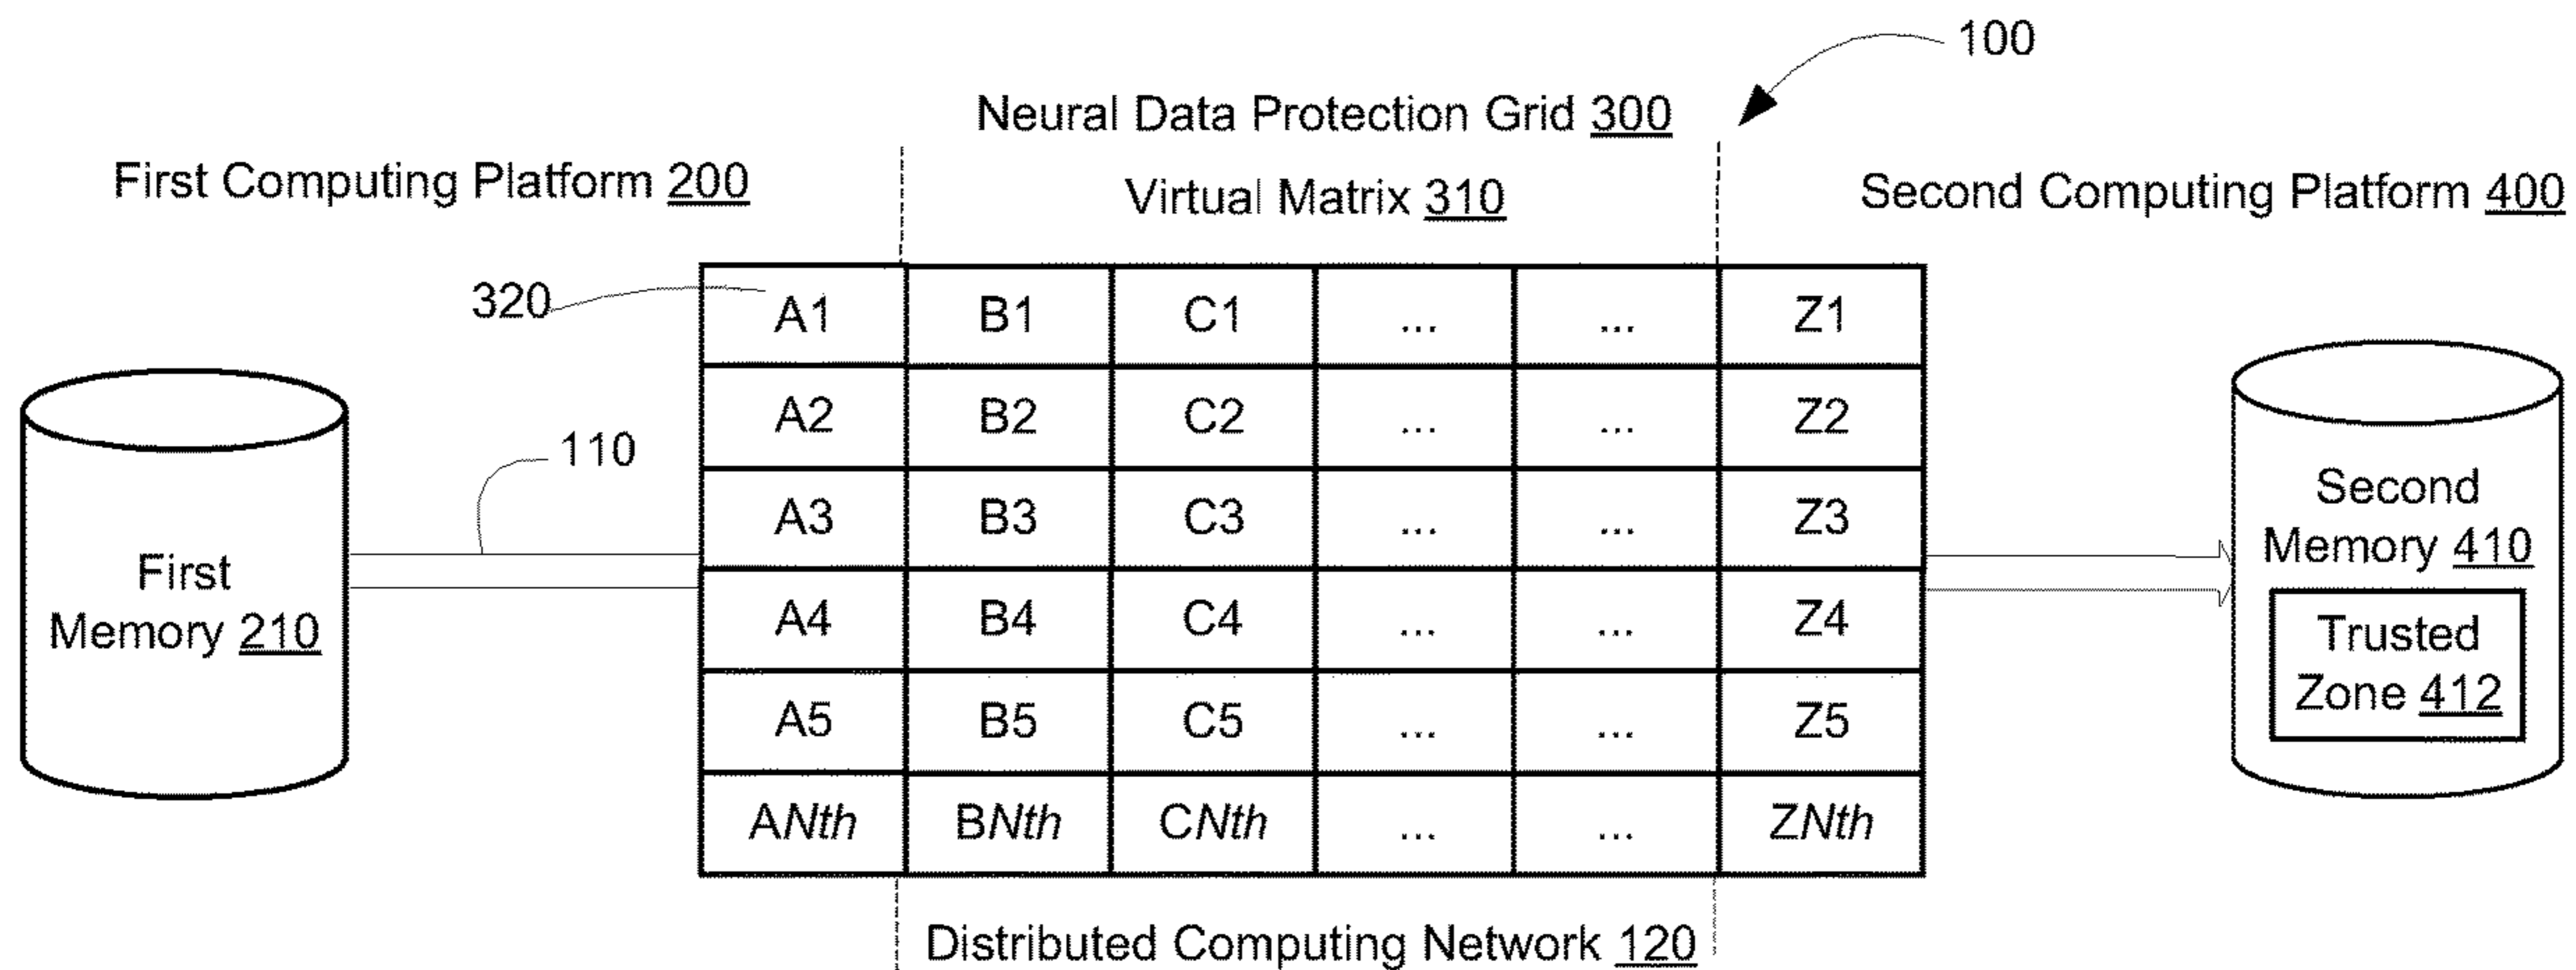 100
Neural Data Protection Grid 300
First Computing Platform 200
Virtual Matrix 310
Second Computing Platform 400
320
A1 B1 C1 ... ... Z1
A2 B2 C2 ... ... Z2
110
A3 B3 C3 ... ... Z3
A4 B4 C4 ... ... Z4
A5 B5 C5 ... ... Z5
ANth BNth CNth ... ... ZNth
First
Memory 210
Second
Memory 410
Trusted
Zone 412
Distributed Computing Network 120